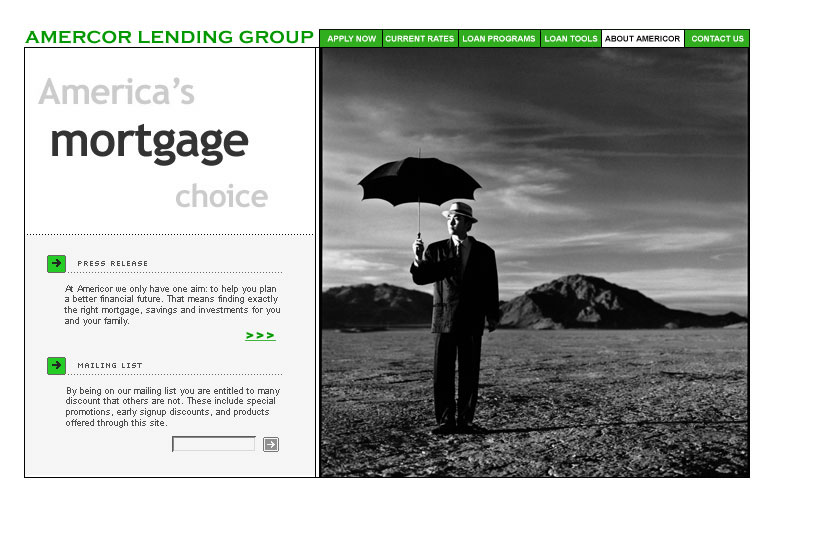 AMERCOR LENDING GROUP
APPLY NOW
CURRENT RATES
LOAN PROGRAMS
LOAN TOOLS
ABOUT AMERICOR
CONTACT US
America's
mortgage
choice
PRESS RELEASE
At Americor we only have one aim: to help you plan
a better financial future. That means finding exactly
the right mortgage, savings and investments for you
and your family.
>>>
MAILING LIST
By being on our mailing list you are entitled to many
discount that others are not. These include special
promotions, early signup discounts, and products
offered through this site.